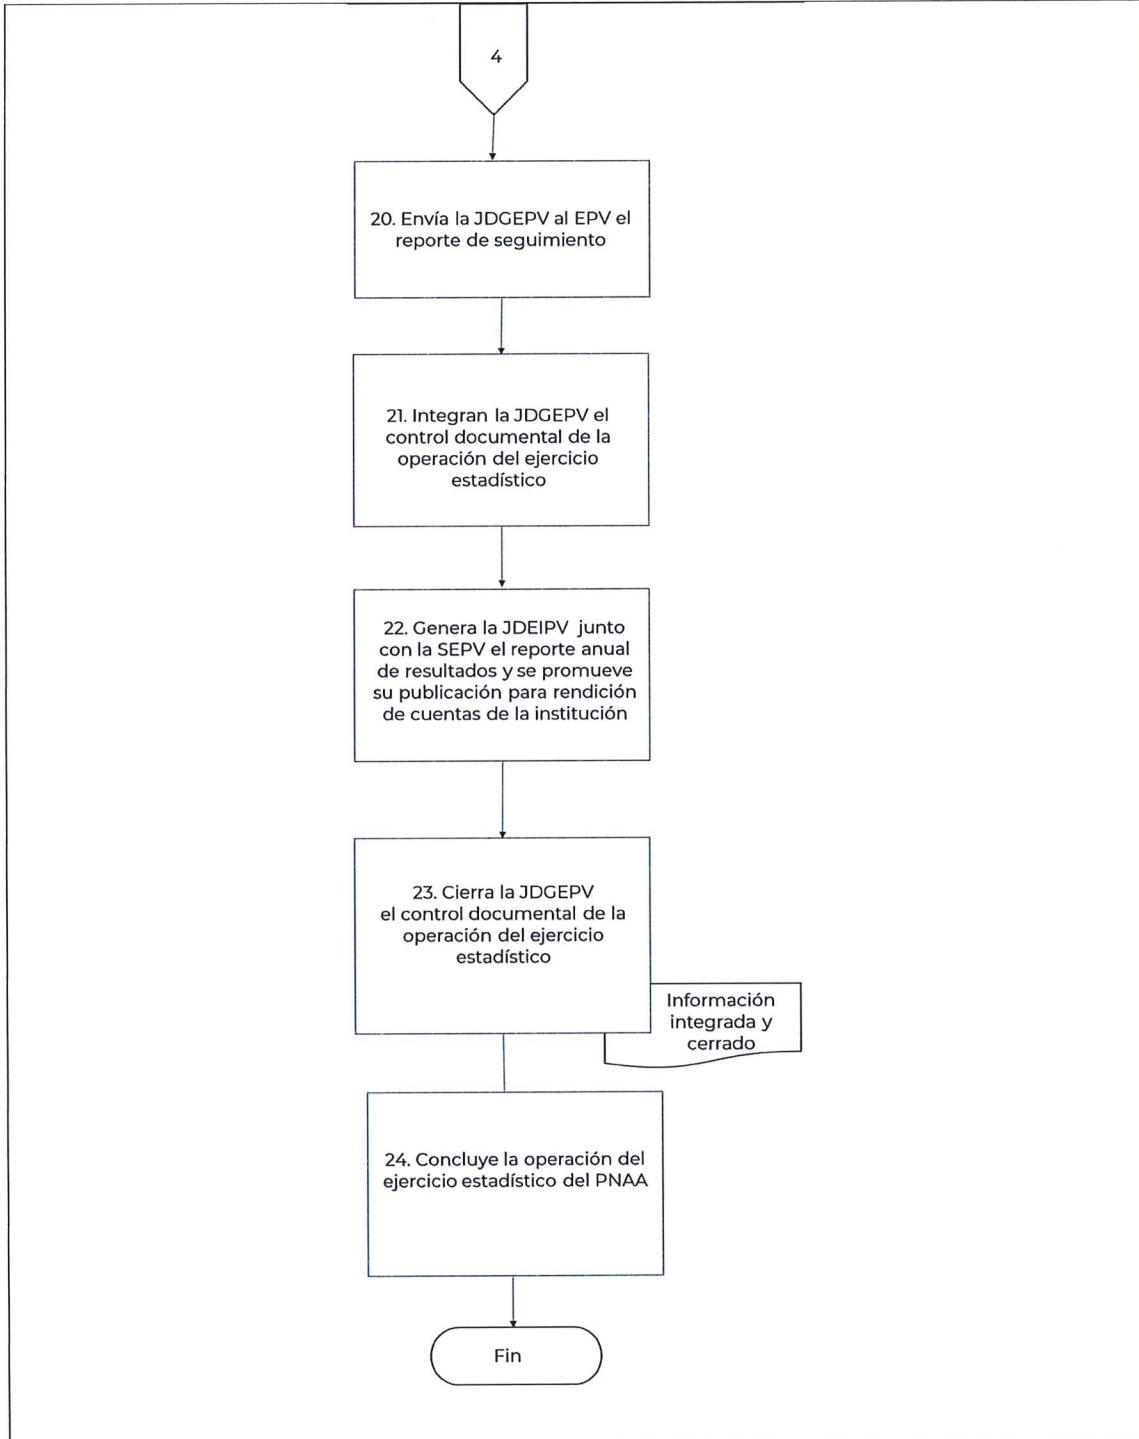 4
20. Envía la JDGEPV al EPV el
reporte de seguimiento
21. Integran la JDGEPV el
control documental de la
operación del ejercicio
estadístico
22. Genera la JDEIPV junto
con la SEPV el reporte anual
de resultados y se promueve
su publicación para rendición
de cuentas de la institución
23. Cierra la JDGEPV
el control documental de la
operación del ejercicio
estadístico
Información
integrada y
cerrado
24. Concluye la operación del
ejercicio estadístico del PNAA
Fin